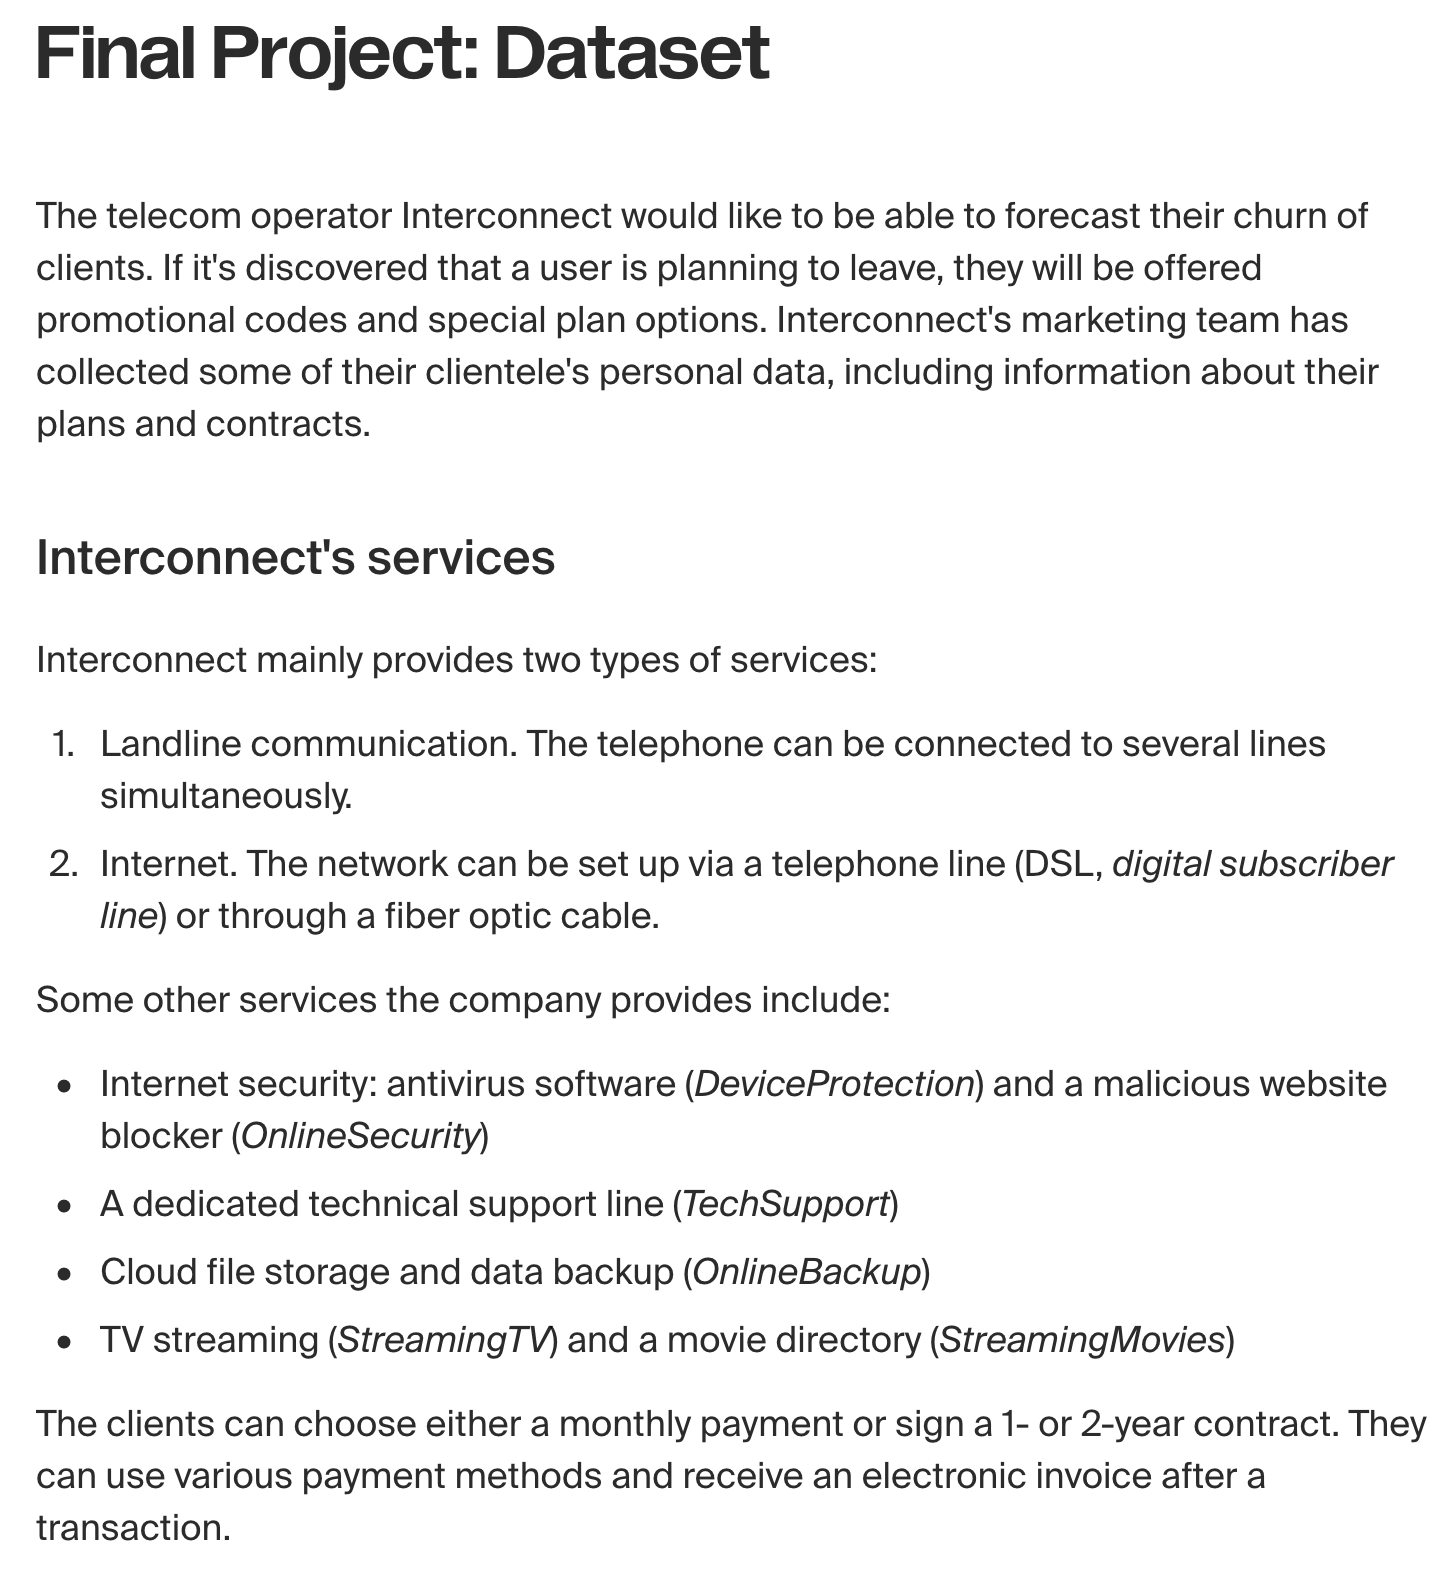 Final Project: Dataset
The telecom operator Interconnect would like to be able to forecast their churn of
clients. If it's discovered that a user is planning to leave, they will be offered
promotional codes and special plan options. Interconnect's marketing team has
collected some of their clientele's personal data, including information about their
plans and contracts.
Interconnect's services
Interconnect mainly provides two types of services:
1. Landline communication. The telephone can be connected to several lines
simultaneously.
2. Internet. The network can be set up via a telephone line (DSL, digital subscriber
line) or through a fiber optic cable.
Some other services the company provides include:
• Internet security: antivirus software (DeviceProtection) and a malicious website
blocker (OnlineSecurity)
• A dedicated technical support line (TechSupport)
• Cloud file storage and data backup (OnlineBackup)
• TV streaming (StreamingTV) and a movie directory (StreamingMovies)
The clients can choose either a monthly payment or sign a 1- or 2-year contract. They
can use various payment methods and receive an electronic invoice after a
transaction.